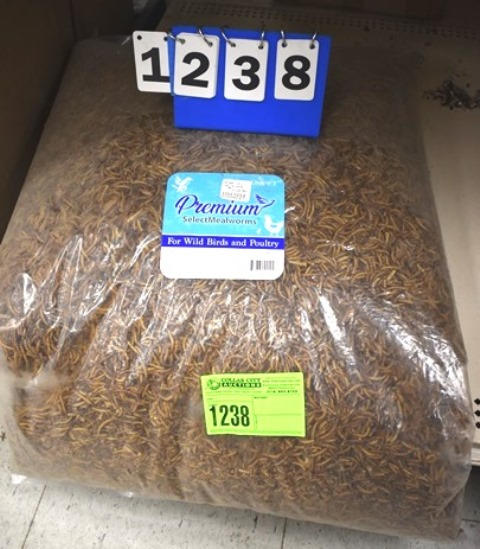 1238
Premium
SelectMealworms
For Wild Birds and Poultry
COLLAR CITY
AUCTIONS
1238